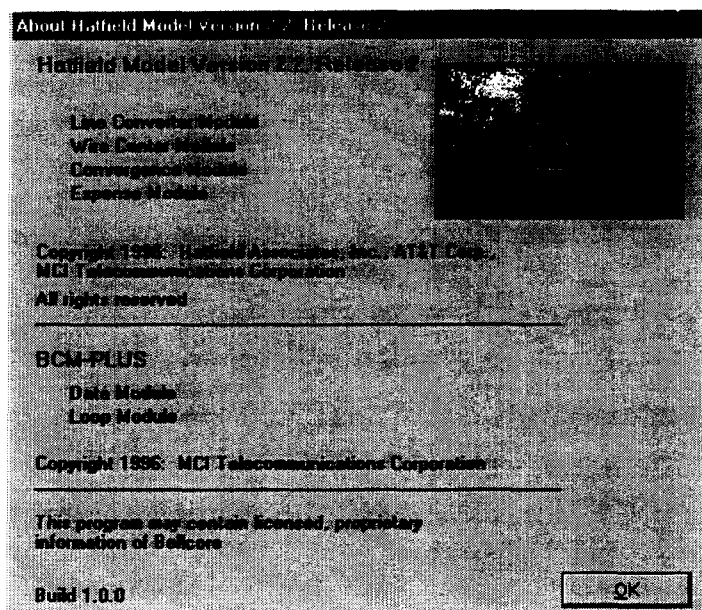 About Hatfield Model Version 2.2, Release 2
Hatfield Model Version 2.2, Release 2
Line Converter Module
Wire Center Module
Convergence Module
Expense Module
Copyright 1996: Hatfield Associates, Inc., AT&T Corp.,
MCI Telecommunications Corporation
All rights reserved
BCM-PLUS
Data Module
Loop Module
Copyright 1996: MCI Telecommunications Corporation
This program may contain licensed, proprietary
information of Bellcore
Build 1.0.0
OK